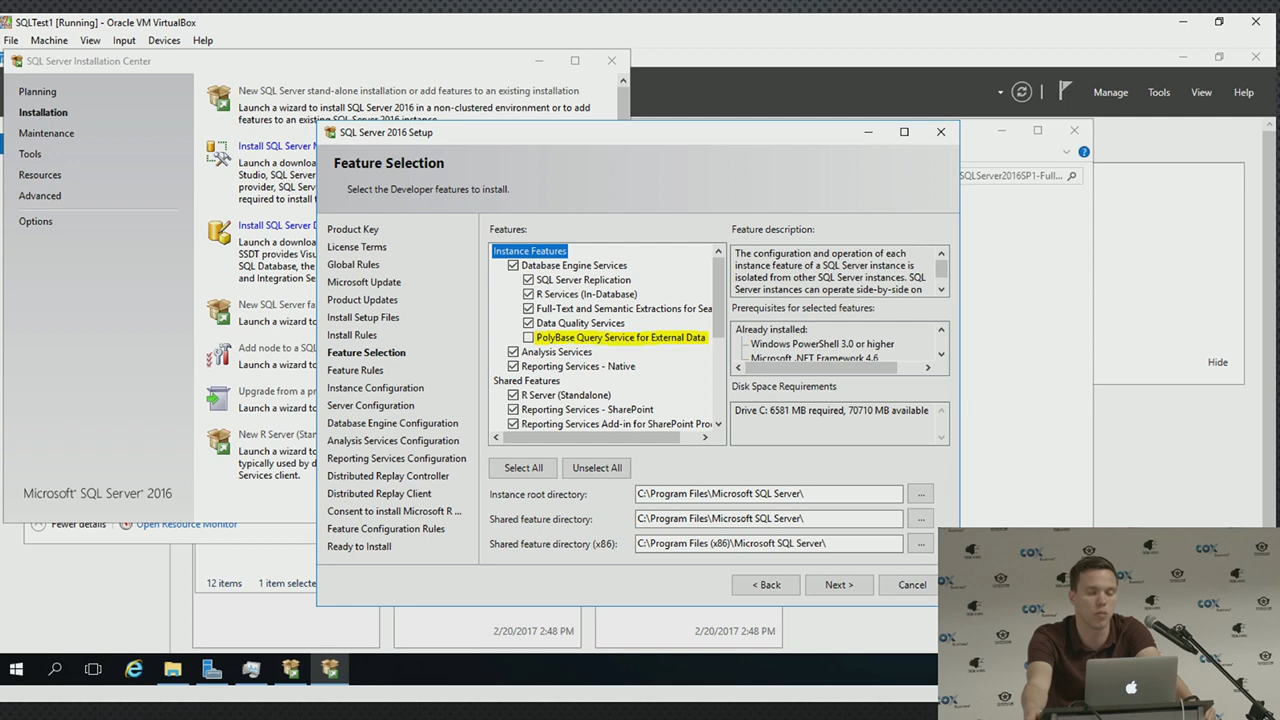 SQLTest1 [Running] - Oracle VM VirtualBox
File Machine View Input Devices Help
SQL Server Installation Center
Planning
Installation
Maintenance
Tools
Resources
Advanced
Options
Microsoft® SQL Server® 2016
New SQL Server stand-alone installation or add features to an existing installation
Launch a wizard to install SQL Server 2016 in a non-clustered environment or to add
features to an existing SQL Server 2016 instance.
Install SQL Server M
Launch a downloa
Studio, SQL Server
provider, SQL Serv
required to install t
Install SQL Server D
Launch a downloa
SSDT provides Visu
SQL Database, the
and Integration Ser
New SQL Server fa
Launch a wizard to
Add node to a SQL
Launch a wizard to
Upgrade from a pr
Launch a wizard to
New R Server (Stan
Launch a wizard to
typically used by d
Services client.
Manage Tools View Help
SQLServer2016SP1-Full...
Hide
SQL Server 2016 Setup
Feature Selection
Select the Developer features to install.
Product Key
License Terms
Global Rules
Microsoft Update
Product Updates
Install Setup Files
Install Rules
Feature Selection
Feature Rules
Instance Configuration
Server Configuration
Database Engine Configuration
Analysis Services Configuration
Reporting Services Configuration
Distributed Replay Controller
Distributed Replay Client
Consent to install Microsoft R ...
Feature Configuration Rules
Ready to Install
Features:
Instance Features
Database Engine Services
SQL Server Replication
R Services (In-Database)
Full-Text and Semantic Extractions for Sea
Data Quality Services
PolyBase Query Service for External Data
Analysis Services
Reporting Services - Native
Shared Features
R Server (Standalone)
Reporting Services - SharePoint
Reporting Services Add-in for SharePoint Pro
Feature description:
The configuration and operation of each
instance feature of a SQL Server instance is
isolated from other SQL Server instances. SQL
Server instances can operate side-by-side on
Prerequisites for selected features:
Already installed:
Windows PowerShell 3.0 or higher
Microsoft .NET Framework 4.6
Disk Space Requirements
Drive C: 6581 MB required, 70710 MB available
Select All Unselect All
Instance root directory: C:\Program Files\Microsoft SQL Server\ ...
Shared feature directory: C:\Program Files\Microsoft SQL Server\ ...
Shared feature directory (x86): C:\Program Files (x86)\Microsoft SQL Server\ ...
< Back Next > Cancel
Fewer details Open Resource Monitor
12 items 1 item selecte
2/20/2017 2:48 PM 2/20/2017 2:48 PM
COX